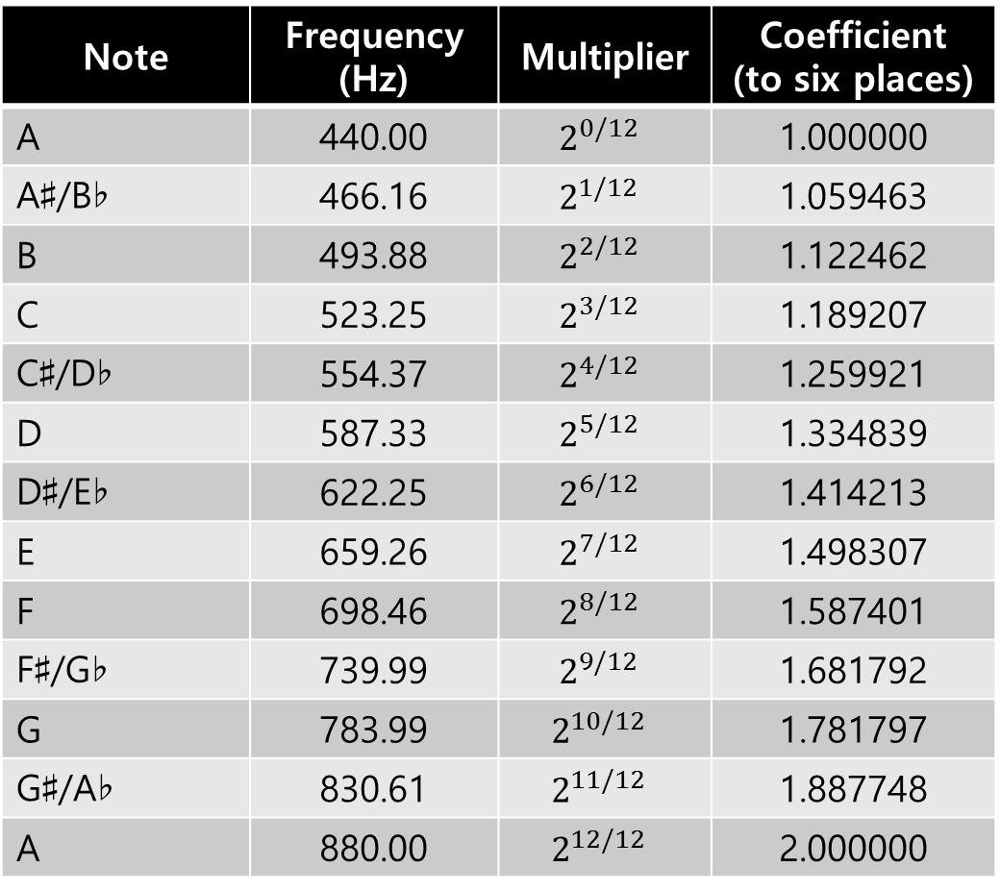 Note Frequency (Hz) Multiplier Coefficient (to six places)
A 440.00 2^0/12 1.000000
A♯/B♭ 466.16 2^1/12 1.059463
B 493.88 2^2/12 1.122462
C 523.25 2^3/12 1.189207
C♯/D♭ 554.37 2^4/12 1.259921
D 587.33 2^5/12 1.334839
D♯/E♭ 622.25 2^6/12 1.414213
E 659.26 2^7/12 1.498307
F 698.46 2^8/12 1.587401
F♯/G♭ 739.99 2^9/12 1.681792
G 783.99 2^10/12 1.781797
G♯/A♭ 830.61 2^11/12 1.887748
A 880.00 2^12/12 2.000000